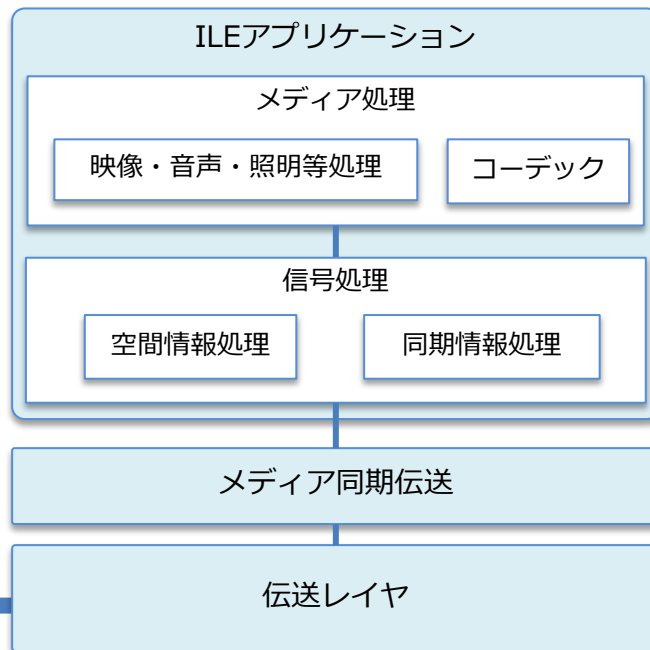 ILEアプリケーション
メディア処理
映像・音声・照明等処理
コーデック
信号処理
空間情報処理
同期情報処理
メディア同期伝送
伝送レイヤ